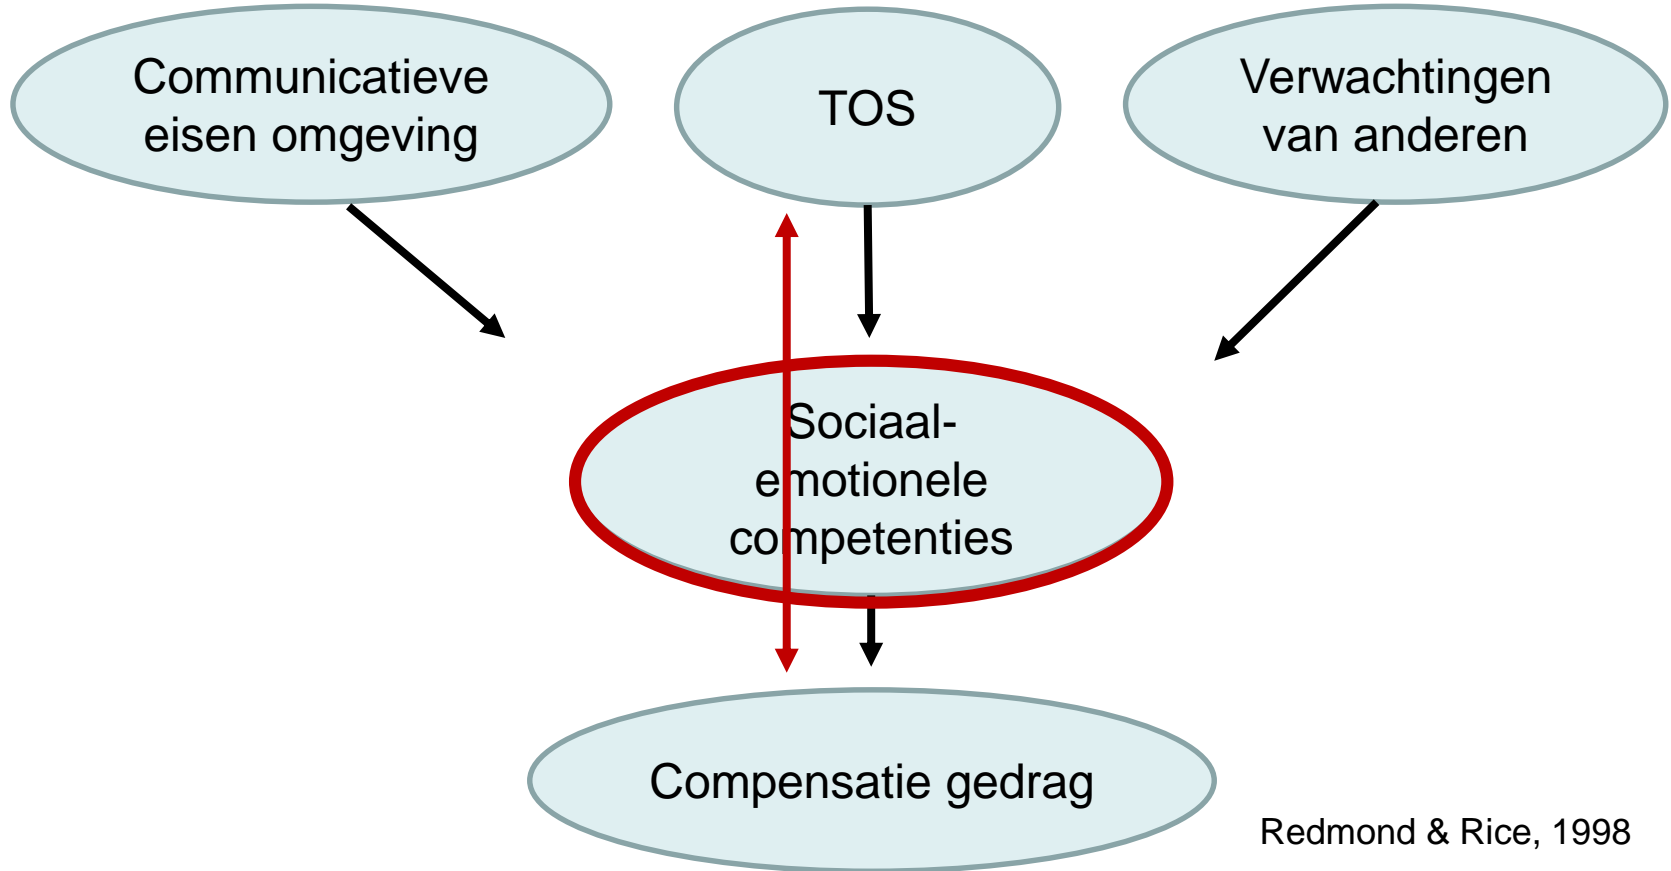 Communicatieve
eisen omgeving
TOS
Verwachtingen
van anderen
Sociaal-
emotionele
competenties
Compensatie gedrag
Redmond & Rice, 1998